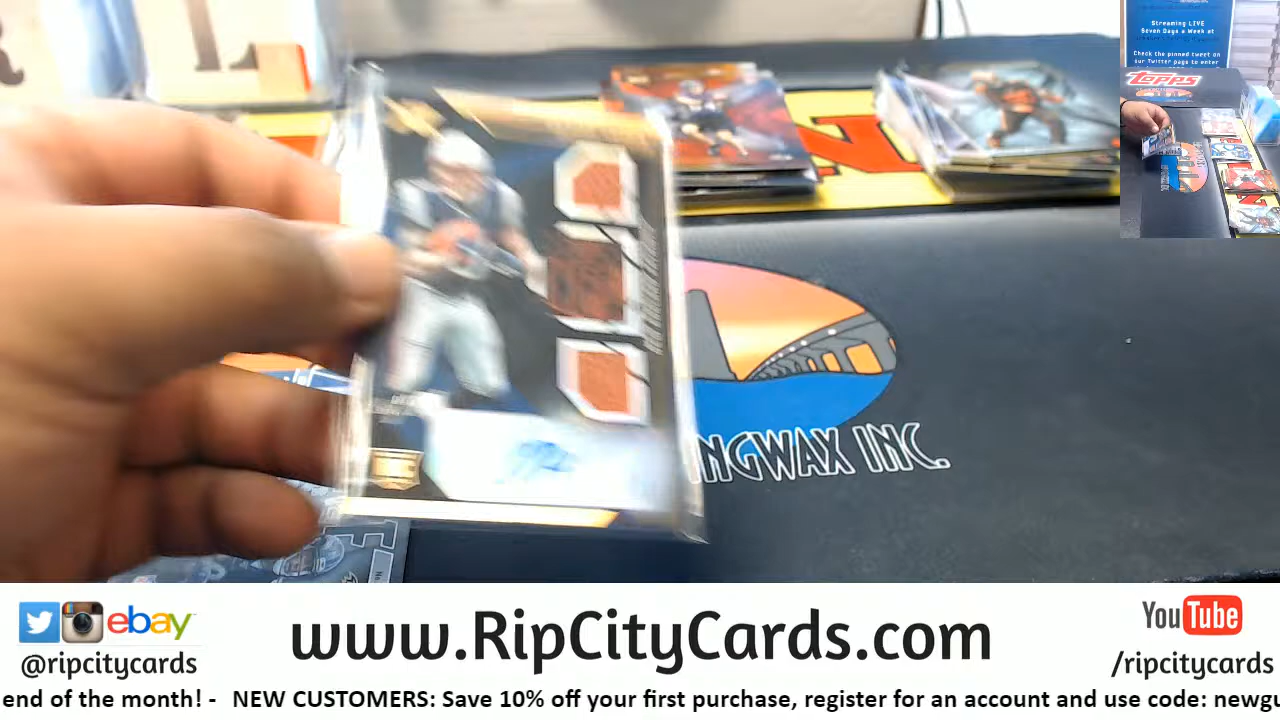 Streaming LIVE
Seven Days a Week at
Check the pinned tweet on
our Twitter page to enter
Topps
RC
NGWAX INC.
ebay
@ripcitycards
www.RipCityCards.com
YouTube
/ripcitycards
end of the month! - NEW CUSTOMERS: Save 10% off your first purchase, register for an account and use code: newgu